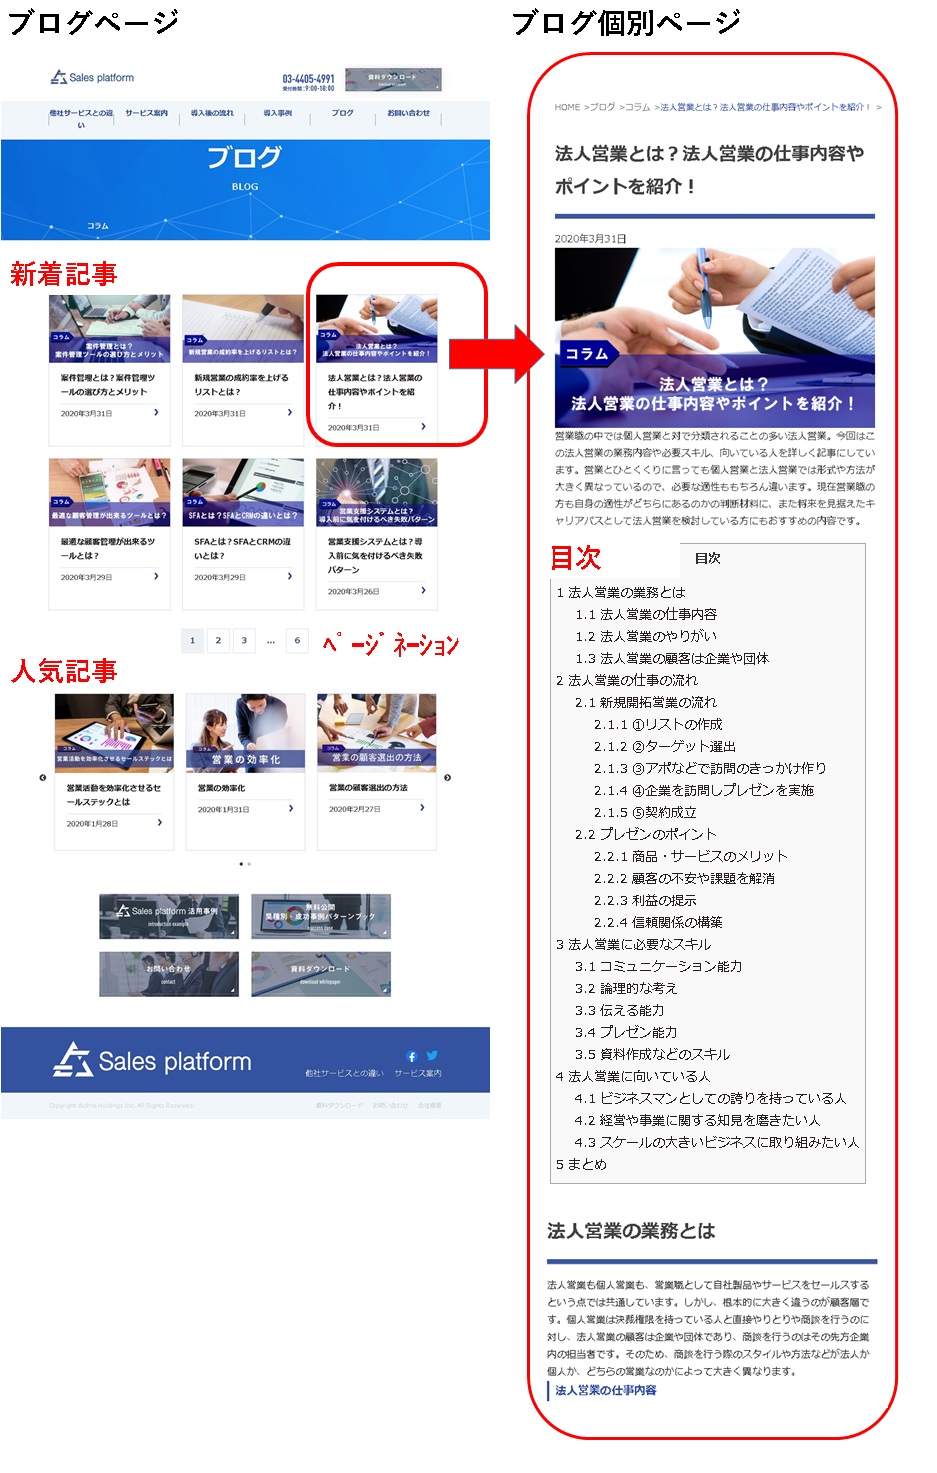 ブログページ
Sales platform
03-4405-4991
受付時間:9:00-18:00
資料ダウンロード
他社サービスとの違い
サービス案内
導入後の流れ
導入事例
ブログ
お問い合わせ
ブログ
BLOG
コラム
新着記事
コラム
案件管理とは？
案件管理ツールの選び方とメリット
案件管理とは？案件管理ツールの選び方とメリット
2020年3月31日
コラム
新規営業の成約率を上げるリストとは？
新規営業の成約率を上げるリストとは？
2020年3月31日
コラム
法人営業とは？
法人営業の仕事内容やポイントを紹介！
法人営業とは？法人営業の仕事内容やポイントを紹介！
2020年3月31日
コラム
最適な顧客管理が出来るツールとは？
最適な顧客管理が出来るツールとは？
2020年3月29日
コラム
SFAとは？SFAとCRMの違いとは？
SFAとは？SFAとCRMの違いとは？
2020年3月29日
コラム
営業支援システムとは？
導入前に気を付けるべき失敗パターン
営業支援システムとは？導入前に気を付けるべき失敗パターン
2020年3月26日
1 2 3 … 6
ページネーション
人気記事
コラム
営業活動を効率化させるセールステックとは
営業活動を効率化させるセールステックとは
2020年1月28日
コラム
営業の効率化
営業の効率化
2020年1月31日
コラム
営業の顧客選出の方法
営業の顧客選出の方法
2020年2月27日
Sales platform 活用事例
introduction example
無料公開
業種別・成功事例パターンブック
success case
お問い合わせ
contact
資料ダウンロード
download whitepaper
Sales platform
他社サービスとの違い サービス案内
Copyright Aidma Holdings Inc. All Rights Reserved.
資料ダウンロード お問い合わせ 会社概要
ブログ個別ページ
HOME >ブログ >コラム >法人営業とは？法人営業の仕事内容やポイントを紹介！ >
法人営業とは？法人営業の仕事内容や
ポイントを紹介！
2020年3月31日
コラム
法人営業とは？
法人営業の仕事内容やポイントを紹介！
営業職の中では個人営業と対で分類されることの多い法人営業。今回はこ
の法人営業の業務内容や必要スキル、向いている人を詳しく記事にしてい
ます。営業とひとくくりに言っても個人営業と法人営業では形式や方法が
大きく異なっているので、必要な適性ももちろん違います。現在営業職の
方も自身の適性がどちらにあるのかの判断材料に、また将来を見据えたキ
ャリアパスとして法人営業を検討している方にもおすすめの内容です。
目次
目次
1 法人営業の業務とは
1.1 法人営業の仕事内容
1.2 法人営業のやりがい
1.3 法人営業の顧客は企業や団体
2 法人営業の仕事の流れ
2.1 新規開拓営業の流れ
2.1.1 ①リストの作成
2.1.2 ②ターゲット選出
2.1.3 ③アポなどで訪問のきっかけ作り
2.1.4 ④企業を訪問しプレゼンを実施
2.1.5 ⑤契約成立
2.2 プレゼンのポイント
2.2.1 商品・サービスのメリット
2.2.2 顧客の不安や課題を解消
2.2.3 利益の提示
2.2.4 信頼関係の構築
3 法人営業に必要なスキル
3.1 コミュニケーション能力
3.2 論理的な考え
3.3 伝える能力
3.4 プレゼン能力
3.5 資料作成などのスキル
4 法人営業に向いている人
4.1 ビジネスマンとしての誇りを持っている人
4.2 経営や事業に関する知見を磨きたい人
4.3 スケールの大きいビジネスに取り組みたい人
5 まとめ
法人営業の業務とは
法人営業も個人営業も、営業職として自社製品やサービスをセールスする
という点では共通しています。しかし、根本的に大きく違うのが顧客層で
す。個人営業は決裁権限を持っている人と直接やりとりや商談を行うのに
対し、法人営業の顧客は企業や団体であり、商談を行うのはその先方企業
内の担当者です。そのため、商談を行う際のスタイルや方法などが法人か
個人か、どちらの営業なのかによって大きく異なります。
法人営業の仕事内容